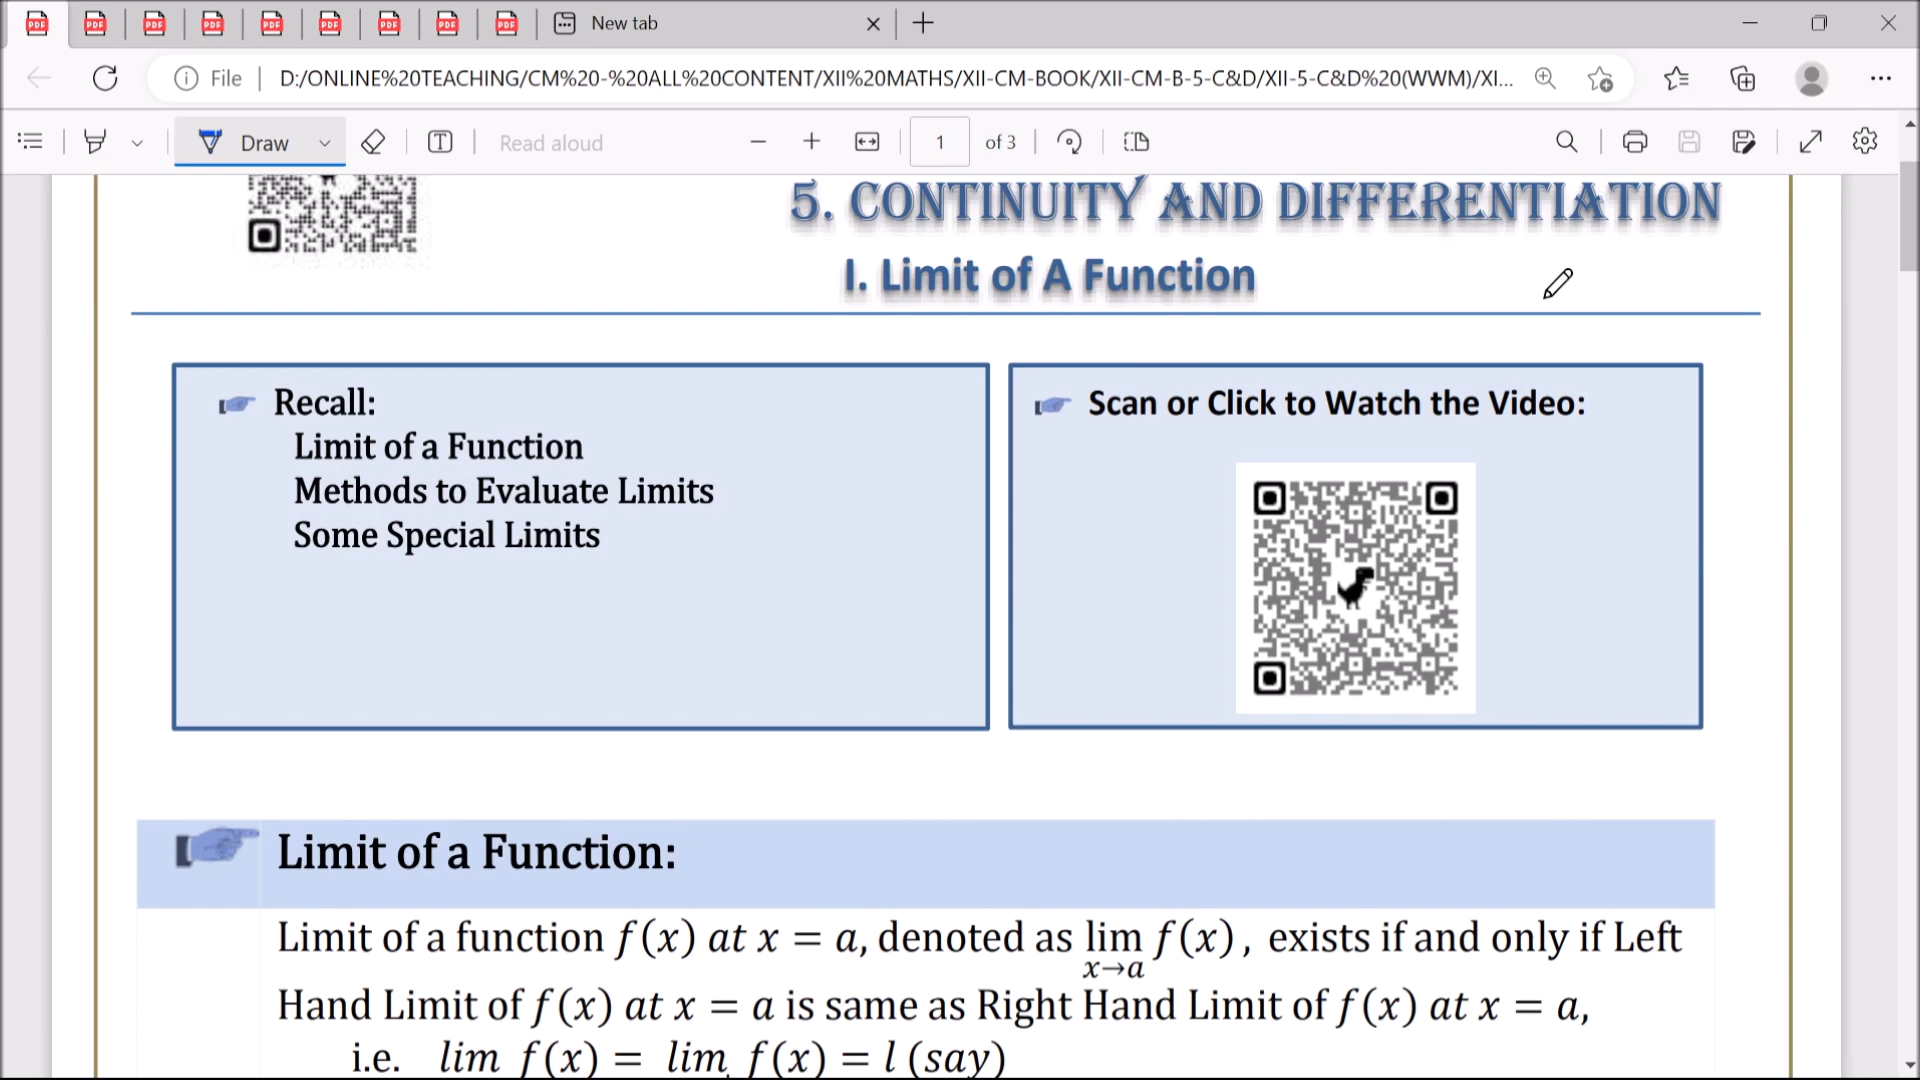 New tab
File
D:/ONLINE%20TEACHING/CM%20-%20ALL%20CONTENT/XII%20MATHS/XII-CM-BOOK/XII-CM-B-5-C&D/XII-5-C&D%20(WWM)/XI...
Draw
Read aloud
1 of 3
5. CONTINUITY AND DIFFERENTIATION
I. Limit of A Function
Recall:
Limit of a Function
Methods to Evaluate Limits
Some Special Limits
Scan or Click to Watch the Video:
Limit of a Function:
Limit of a function f(x) at x = a, denoted as lim f(x), exists if and only if Left
x→a
Hand Limit of f(x) at x = a is same as Right Hand Limit of f(x) at x = a,
i.e. lim f(x) = lim f(x) = l (say)